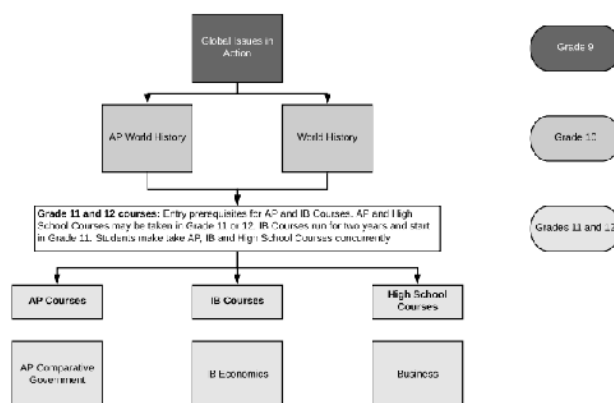 Global Issues in
Action
Grade 9
AP World History
World History
Grade 10
Grade 11 and 12 courses: Entry prerequisites for AP and IB Courses. AP and High
School Courses may be taken in Grade 11 or 12. IB Courses run for two years and start
in Grade 11. Students make take AP, IB and High School Courses concurrently
Grades 11 and 12
AP Courses
IB Courses
High School
Courses
AP Comparative
Government
IB Economics
Business